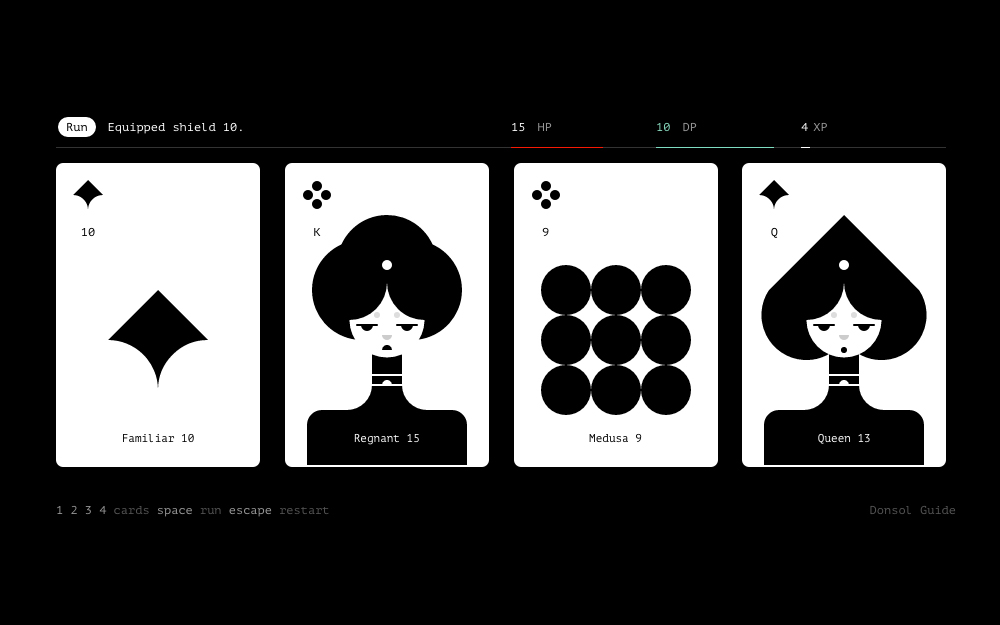 Run Equipped shield 10. 15 HP 10 DP 4 XP
10 K 9 Q
Familiar 10 Regnant 15 Medusa 9 Queen 13
1 2 3 4 cards space run escape restart Donsol Guide